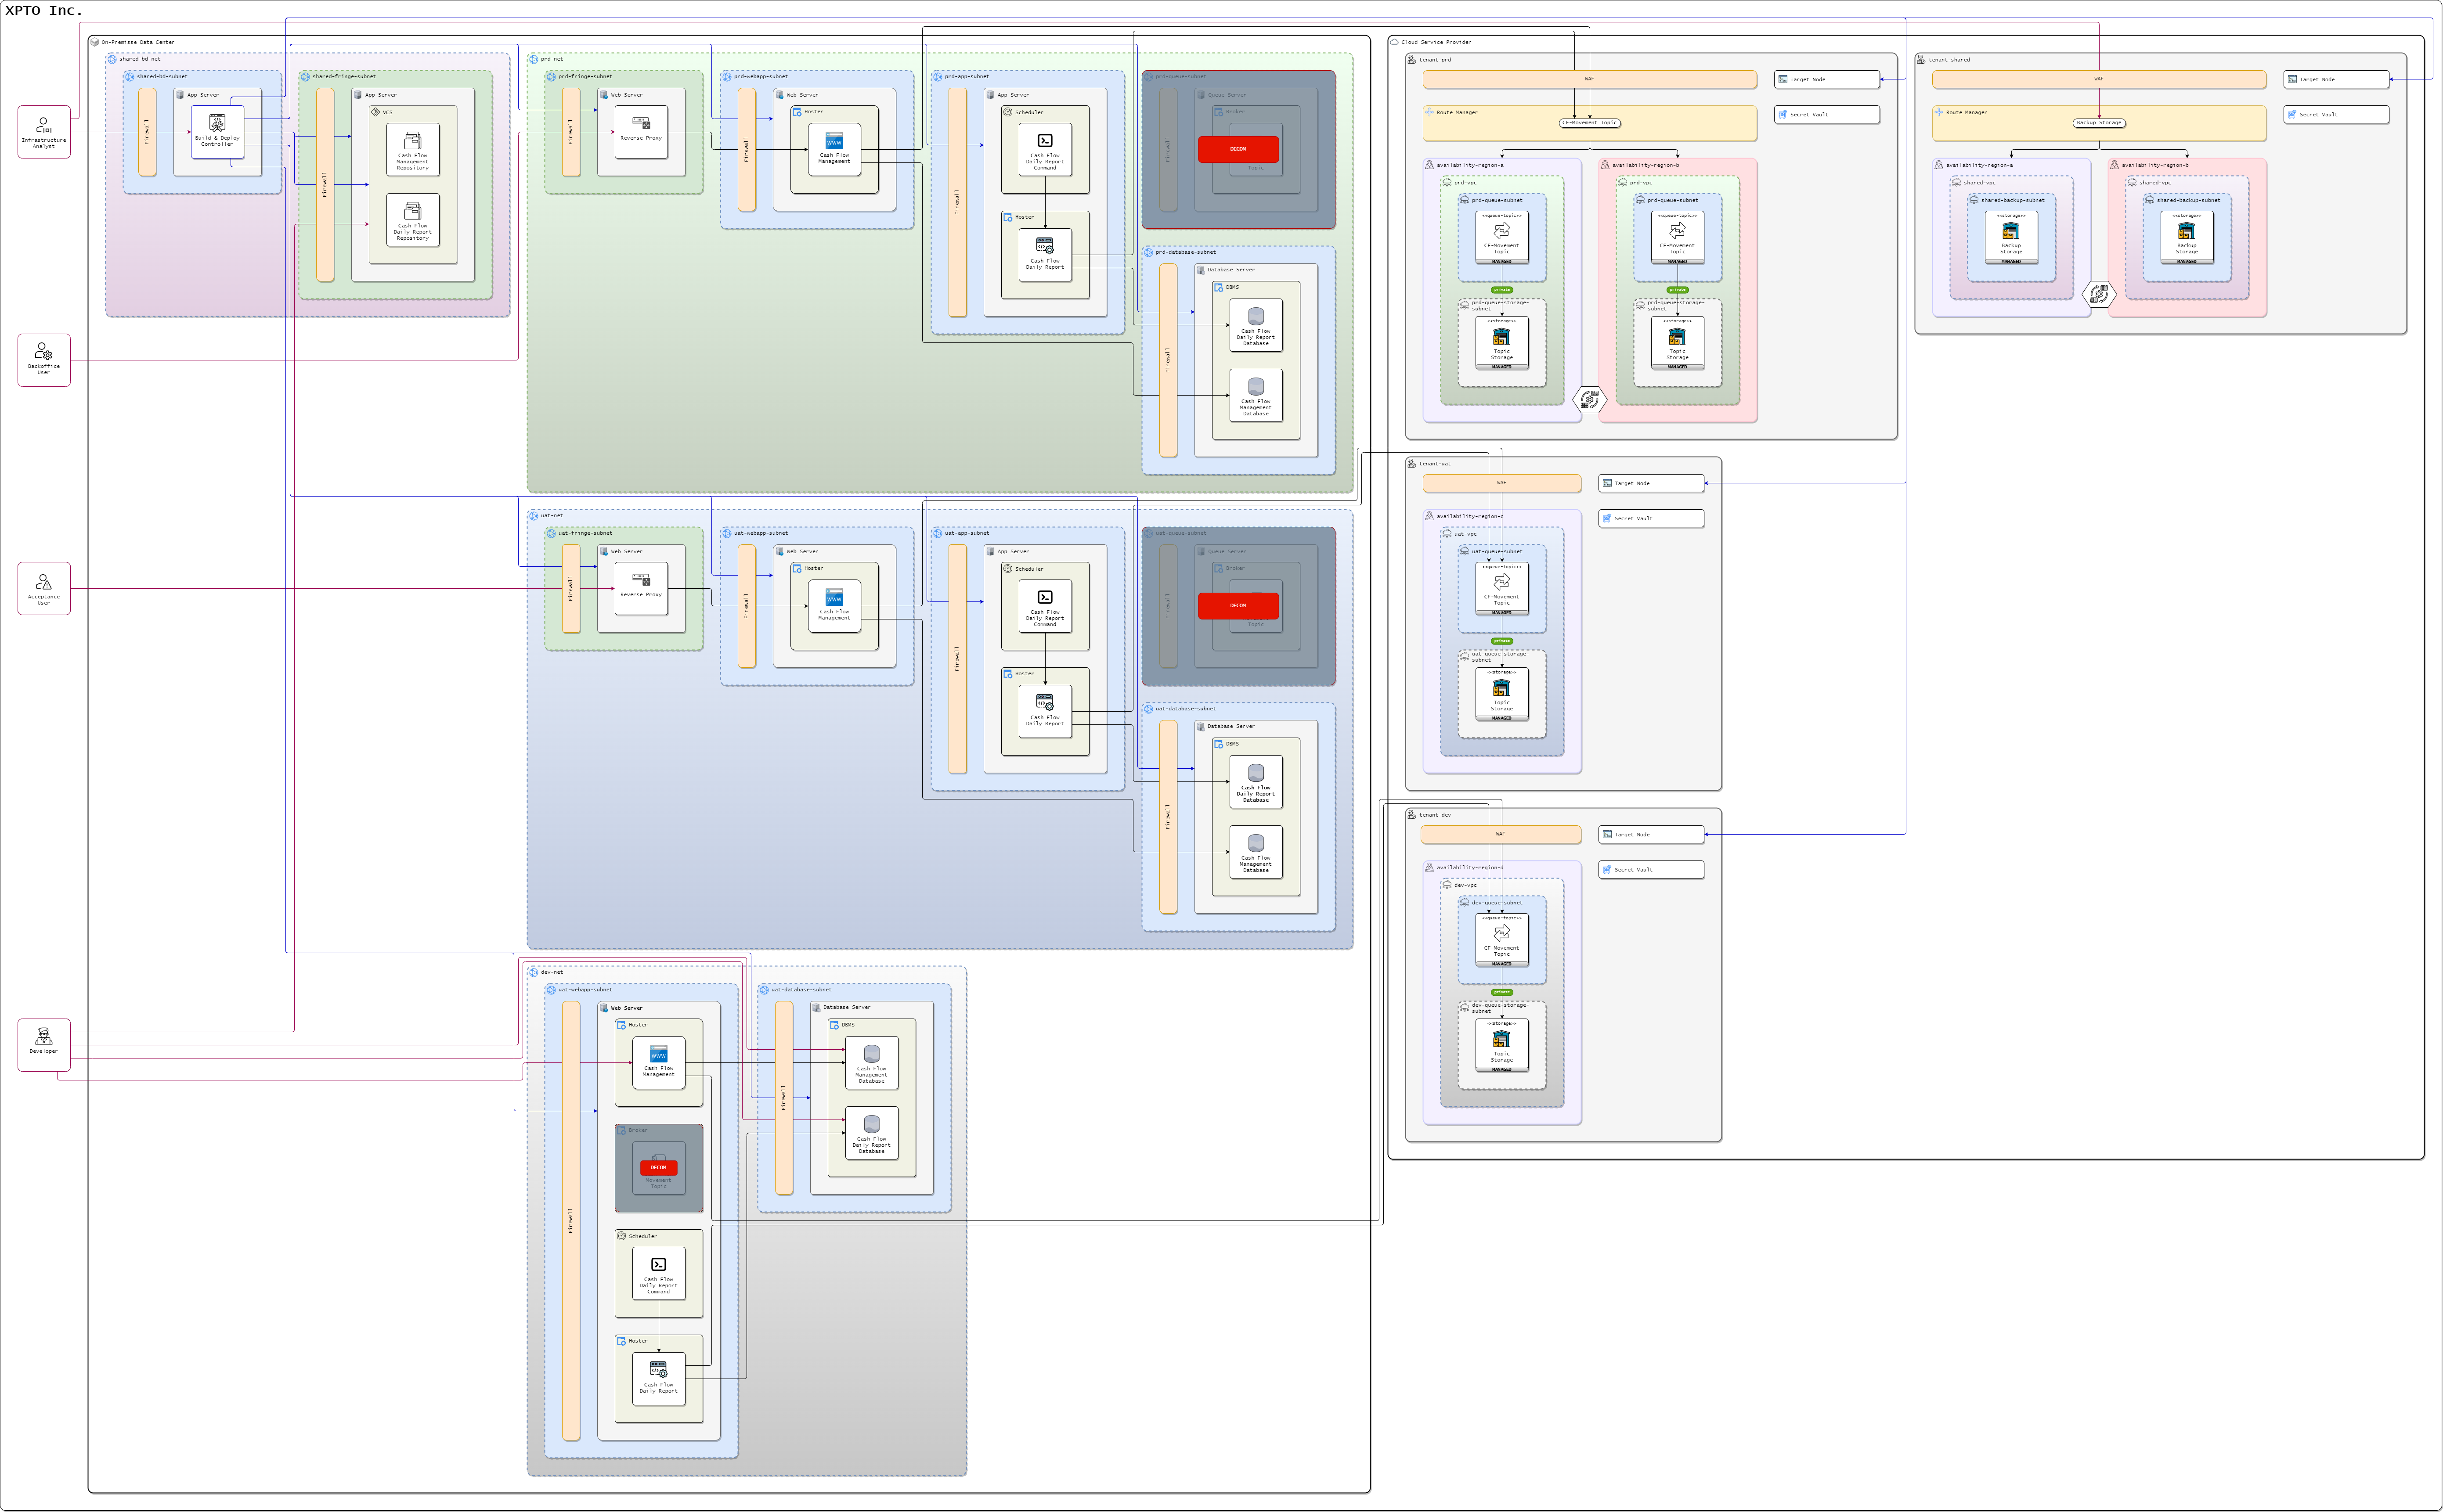 XPTO Inc.
On-Premisse Data Center
shared-bd-net
shared-bd-subnet
Firewall
App Server
Build & Deploy
Controller
shared-fringe-subnet
Firewall
App Server
VCS
Cash Flow
Management
Repository
Cash Flow
Daily Report
Repository
Infrastructure
Analyst
Backoffice
User
Acceptance
User
Developer
prd-net
prd-fringe-subnet
Firewall
Web Server
Reverse Proxy
prd-webapp-subnet
Firewall
Web Server
Hoster
Cash Flow
Management
prd-app-subnet
Firewall
App Server
Scheduler
Cash Flow
Daily Report
Command
Hoster
Cash Flow
Daily Report
prd-queue-subnet
Firewall
Queue Server
Broker
DECOM
Topic
prd-database-subnet
Firewall
Database Server
DBMS
Cash Flow
Daily Report
Database
Cash Flow
Management
Database
uat-net
uat-fringe-subnet
Firewall
Web Server
Reverse Proxy
uat-webapp-subnet
Firewall
Web Server
Hoster
Cash Flow
Management
uat-app-subnet
Firewall
App Server
Scheduler
Cash Flow
Daily Report
Command
Hoster
Cash Flow
Daily Report
uat-queue-subnet
Firewall
Queue Server
Broker
DECOM
Topic
uat-database-subnet
Firewall
Database Server
DBMS
Cash Flow
Daily Report
Database
Cash Flow
Management
Database
dev-net
uat-webapp-subnet
Firewall
Web Server
Hoster
Cash Flow
Management
Broker
DECOM
Movement
Topic
Scheduler
Cash Flow
Daily Report
Command
Hoster
Cash Flow
Daily Report
uat-database-subnet
Firewall
Database Server
DBMS
Cash Flow
Management
Database
Cash Flow
Daily Report
Database
Cloud Service Provider
tenant-prd
WAF
Target Node
Route Manager
CF-Movement Topic
Secret Vault
availability-region-a
prd-vpc
prd-queue-subnet
<<queue-topic>>
CF-Movement
Topic
MANAGED
private
prd-queue-storage-
subnet
<<storage>>
Topic
Storage
MANAGED
availability-region-b
prd-vpc
prd-queue-subnet
<<queue-topic>>
CF-Movement
Topic
MANAGED
private
prd-queue-storage-
subnet
<<storage>>
Topic
Storage
MANAGED
tenant-shared
WAF
Target Node
Route Manager
Backup Storage
Secret Vault
availability-region-a
shared-vpc
shared-backup-subnet
<<storage>>
Backup
Storage
MANAGED
availability-region-b
shared-vpc
shared-backup-subnet
<<storage>>
Backup
Storage
MANAGED
tenant-uat
WAF
Target Node
Secret Vault
availability-region-c
uat-vpc
uat-queue-subnet
<<queue-topic>>
CF-Movement
Topic
MANAGED
private
uat-queue-storage-
subnet
<<storage>>
Topic
Storage
MANAGED
tenant-dev
WAF
Target Node
Secret Vault
availability-region-d
dev-vpc
dev-queue-subnet
<<queue-topic>>
CF-Movement
Topic
MANAGED
private
dev-queue-storage-
subnet
<<storage>>
Topic
Storage
MANAGED